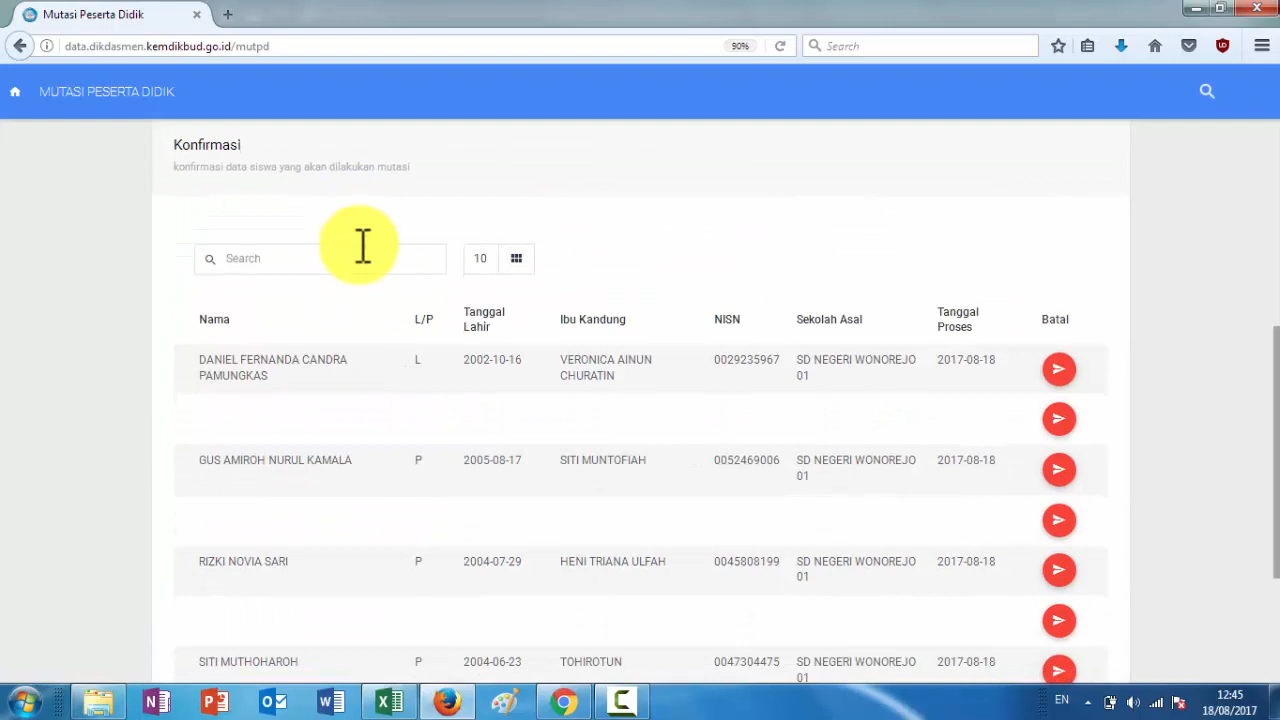 Mutasi Peserta Didik
data.dikdasmen.kemdikbud.go.id/mutpd
90%
Search
MUTASI PESERTA DIDIK
Konfirmasi
konfirmasi data siswa yang akan dilakukan mutasi
Search
10
Nama L/P Tanggal Lahir Ibu Kandung NISN Sekolah Asal Tanggal Proses Batal
DANIEL FERNANDA CANDRA L 2002-10-16 VERONICA AINUN 0029235967 SD NEGERI WONOREJO 2017-08-18
PAMUNGKAS CHURATIN 01
GUS AMIROH NURUL KAMALA P 2005-08-17 SITI MUNTOFIAH 0052469006 SD NEGERI WONOREJO 2017-08-18
01
RIZKI NOVIA SARI P 2004-07-29 HENI TRIANA ULFAH 0045808199 SD NEGERI WONOREJO 2017-08-18
01
SITI MUTHOHAROH P 2004-06-23 TOHIROTUN 0047304475 SD NEGERI WONOREJO 2017-08-18
01
EN
12:45
18/08/2017